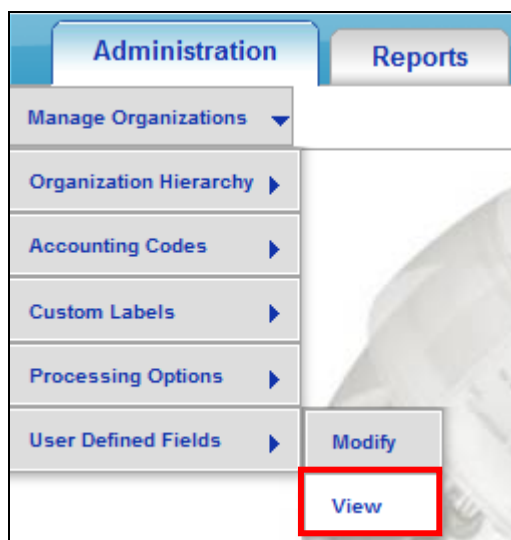 Administration Reports
Manage Organizations
Organization Hierarchy
Accounting Codes
Custom Labels
Processing Options
User Defined Fields Modify
View